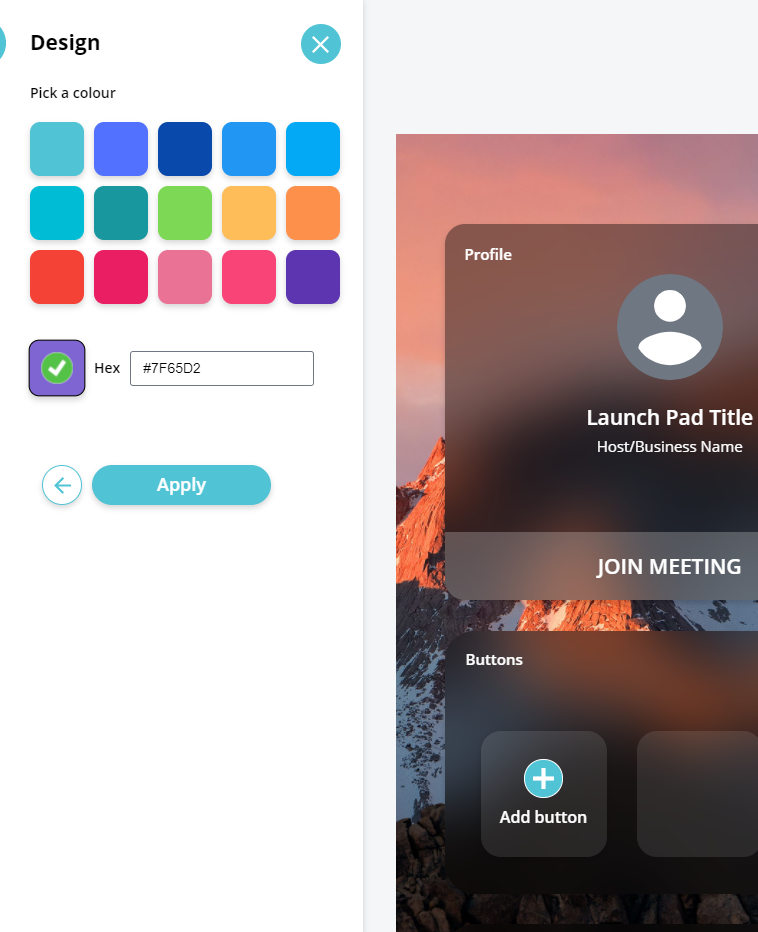 Design
Pick a colour
Hex
#7F65D2
Apply
Profile
Launch Pad Title
Host/Business Name
JOIN MEETING
Buttons
Add button